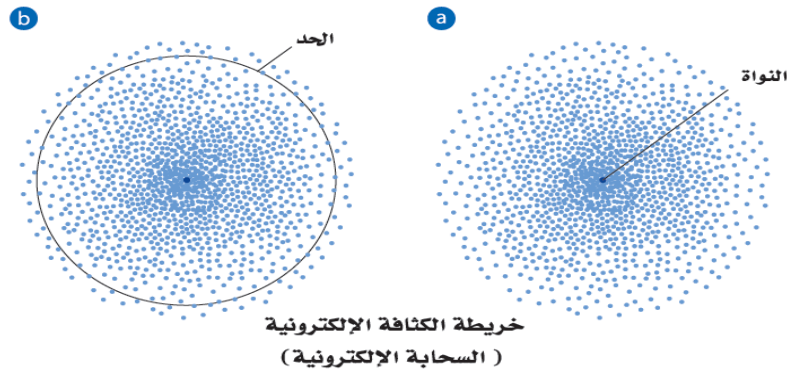 a
b
الحد
النواة
خريطة الكثافة الإلكترونية
( السحابة الإلكترونية )